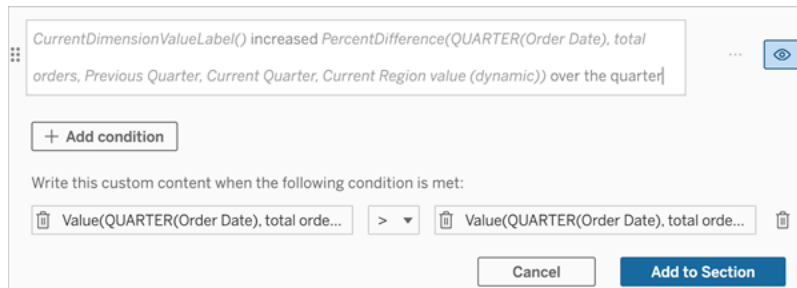 CurrentDimensionValueLabel() increased PercentDifference(QUARTER(Order Date), total
orders, Previous Quarter, Current Quarter, Current Region value (dynamic)) over the quarter
+ Add condition
Write this custom content when the following condition is met:
Value(QUARTER(Order Date), total orde... > Value(QUARTER(Order Date), total orde...
Cancel Add to Section